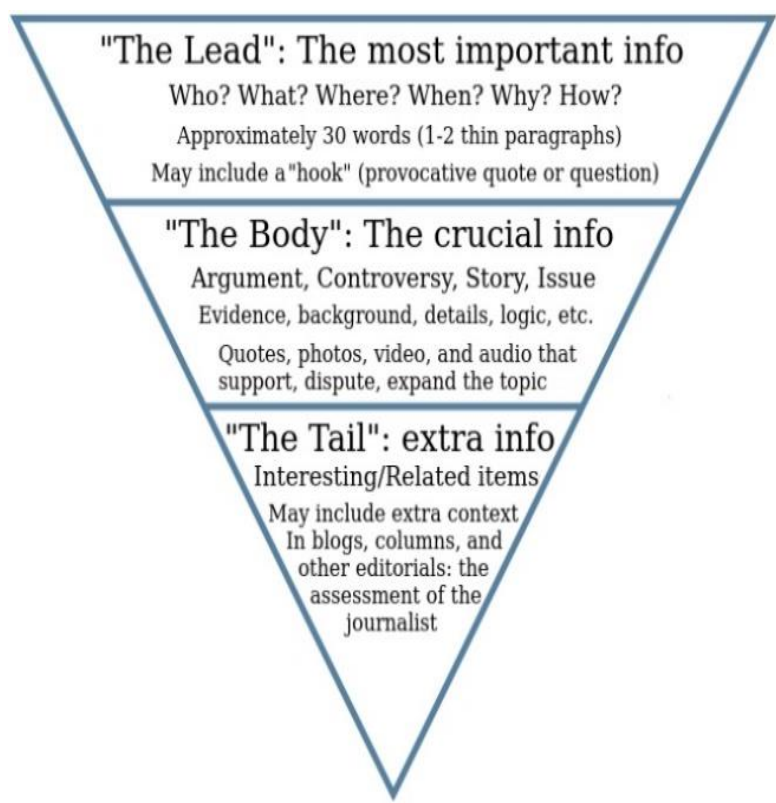 "The Lead": The most important info
Who? What? Where? When? Why? How?
Approximately 30 words (1-2 thin paragraphs)
May include a "hook" (provocative quote or question)
"The Body": The crucial info
Argument, Controversy, Story, Issue
Evidence, background, details, logic, etc.
Quotes, photos, video, and audio that
support, dispute, expand the topic
"The Tail": extra info
Interesting/Related items
May include extra context
In blogs, columns, and
other editorials: the
assessment of the
journalist